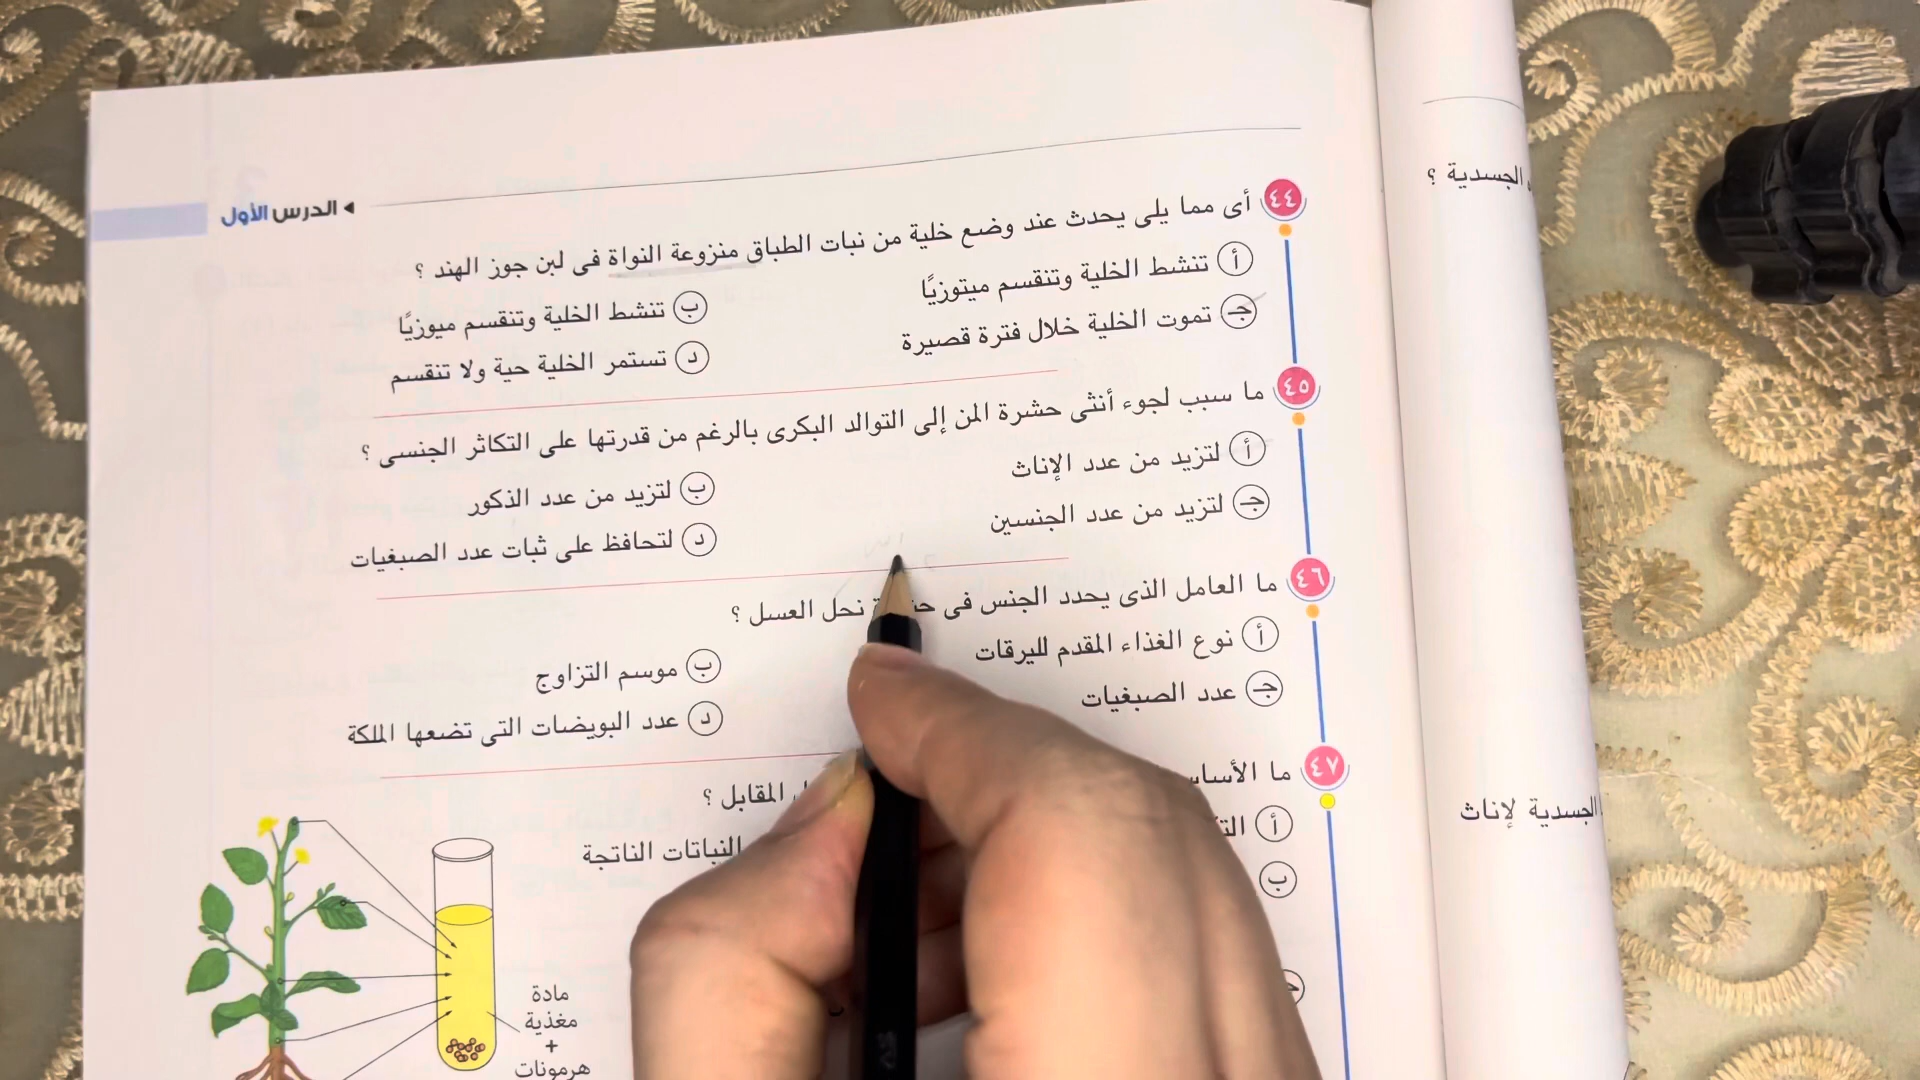 الدرس الأول
٤٤ أى مما يلى يحدث عند وضع خلية من نبات الطباق منزوعة النواة فى لبن جوز الهند ؟
أ تنشط الخلية وتنقسم ميتوزيًا
ب تنشط الخلية وتنقسم ميوزيًا
جـ تموت الخلية خلال فترة قصيرة
د تستمر الخلية حية ولا تنقسم
٤٥ ما سبب لجوء أنثى حشرة المن إلى التوالد البكرى بالرغم من قدرتها على التكاثر الجنسى ؟
أ لتزيد من عدد الإناث
ب لتزيد من عدد الذكور
جـ لتزيد من عدد الجنسين
د لتحافظ على ثبات عدد الصبغيات
٤٦ ما العامل الذى يحدد الجنس فى نحل العسل ؟
أ نوع الغذاء المقدم لليرقات
ب موسم التزاوج
جـ عدد الصبغيات
د عدد البويضات التى تضعها الملكة
٤٧ ما المقابل ؟
أ
النباتات الناتجة
ب
مادة
مغذية
+
هرمونات
الجسدية ؟
الجسدية لإناث